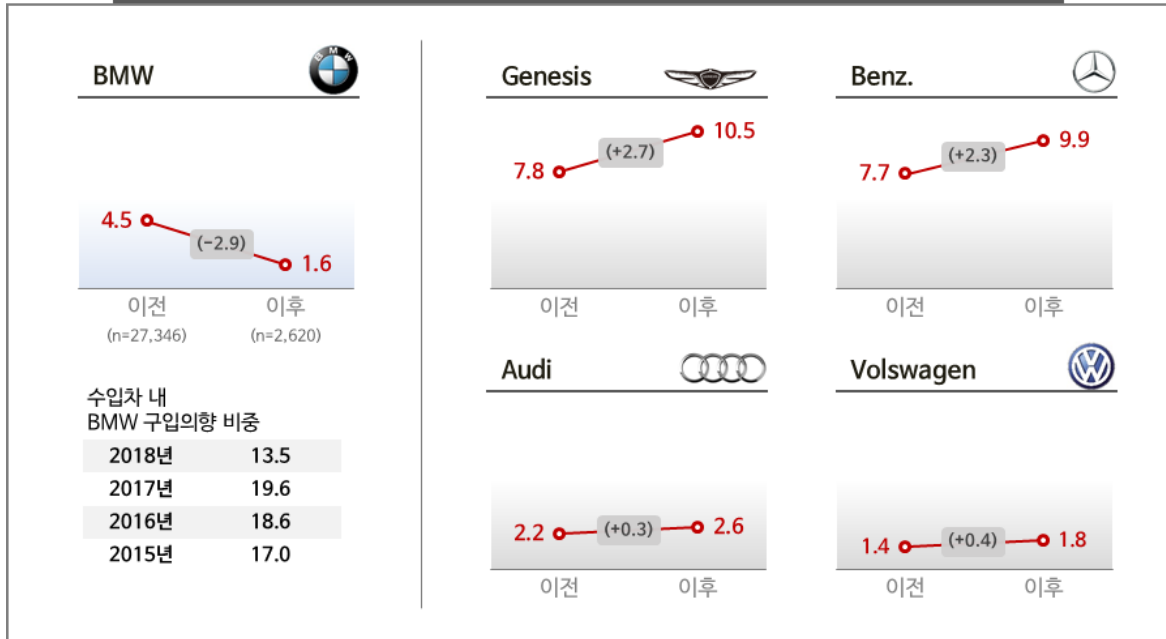 BMW
4.5
(−2.9)
1.6
이전
이후
(n=27,346)
(n=2,620)
수입차 내
BMW 구입의향 비중
2018년 13.5
2017년 19.6
2016년 18.6
2015년 17.0
Genesis
7.8
(+2.7)
10.5
이전
이후
Benz.
7.7
(+2.3)
9.9
이전
이후
Audi
2.2
(+0.3)
2.6
이전
이후
Volswagen
1.4
(+0.4)
1.8
이전
이후